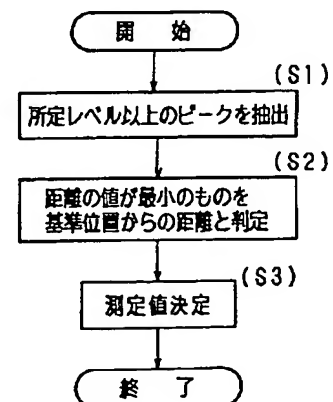 開 始
(S1)
所定レベル以上のピークを抽出
(S2)
距離の値が最小のものを
基準位置からの距離と判定
(S3)
測定値決定
終 了